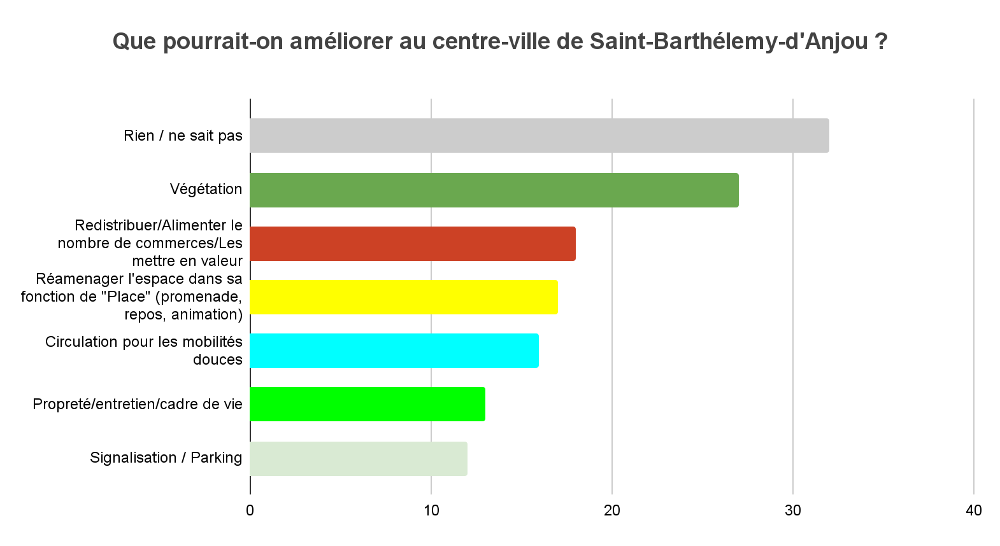 Que pourrait-on améliorer au centre-ville de Saint-Barthélemy-d'Anjou ?
Rien / ne sait pas
Végétation
Redistribuer/Alimenter le
nombre de commerces/Les
mettre en valeur
Réamenager l'espace dans sa
fonction de "Place" (promenade,
repos, animation)
Circulation pour les mobilités
douces
Propreté/entretien/cadre de vie
Signalisation / Parking
0 10 20 30 40